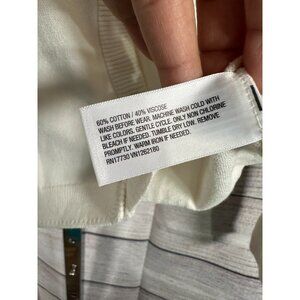 60% COTTON / 40% VISCOSE
WASH BEFORE WEAR. MACHINE WASH COLD WITH
LIKE COLORS. GENTLE CYCLE. ONLY NON CHLORINE
BLEACH IF NEEDED. TUMBLE DRY LOW. REMOVE
PROMPTLY. WARM IRON IF NEEDED.
RN17730 VN1262180